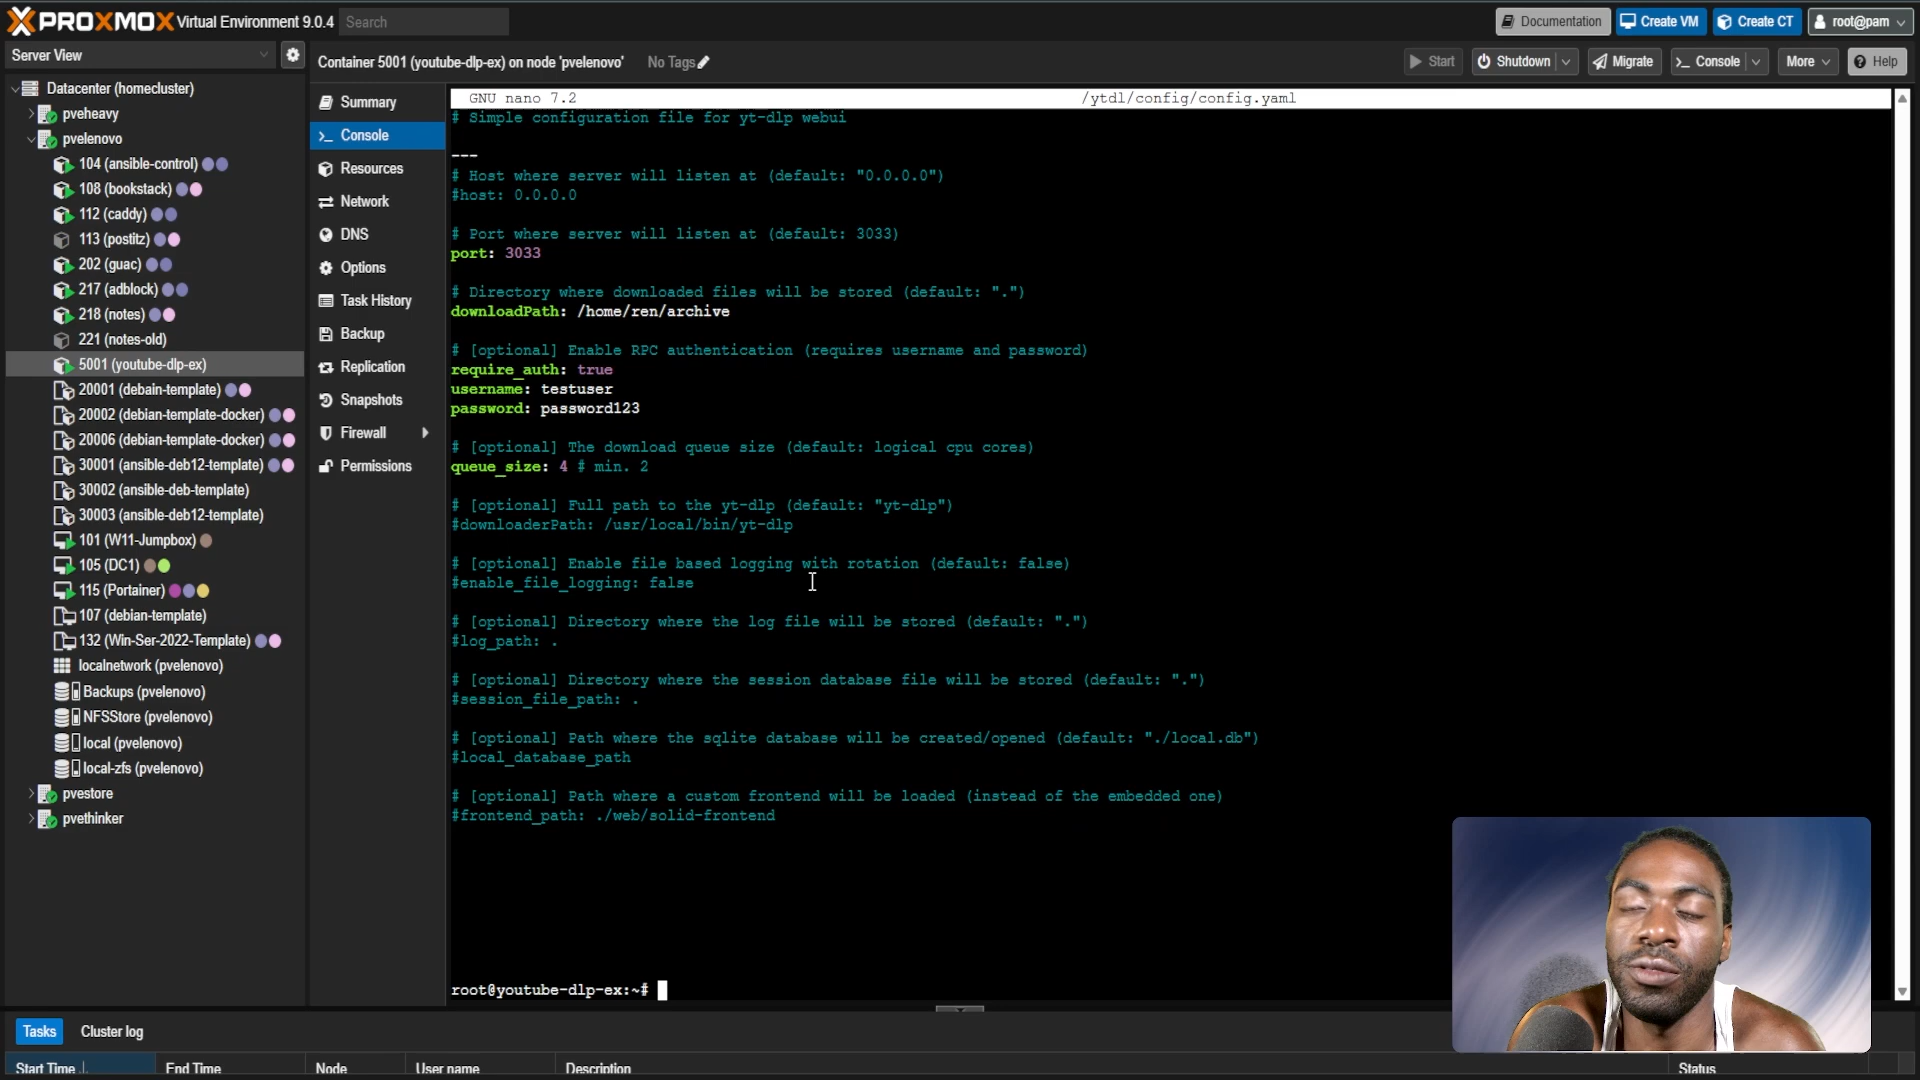 PROXMOX Virtual Environment 9.0.4 Search Documentation Create VM Create CT root@pam
Server View
Container 5001 (youtube-dlp-ex) on node 'pvelenovo' No Tags Start Shutdown Migrate Console More Help
Datacenter (homecluster)
pveheavy
pvelenovo
104 (ansible-control)
108 (bookstack)
112 (caddy)
113 (postitz)
202 (guac)
217 (adblock)
218 (notes)
221 (notes-old)
5001 (youtube-dlp-ex)
20001 (debain-template)
20002 (debian-template-docker)
20006 (debian-template-docker)
30001 (ansible-deb12-template)
30002 (ansible-deb-template)
30003 (ansible-deb12-template)
101 (W11-Jumpbox)
105 (DC1)
115 (Portainer)
107 (debian-template)
132 (Win-Ser-2022-Template)
localnetwork (pvelenovo)
Backups (pvelenovo)
NFSStore (pvelenovo)
local (pvelenovo)
local-zfs (pvelenovo)
pvestore
pvethinker
Summary
Console
Resources
Network
DNS
Options
Task History
Backup
Replication
Snapshots
Firewall
Permissions
GNU nano 7.2 /ytdl/config/config.yaml
# Simple configuration file for yt-dlp webui
---
# Host where server will listen at (default: "0.0.0.0")
#host: 0.0.0.0
# Port where server will listen at (default: 3033)
port: 3033
# Directory where downloaded files will be stored (default: ".")
downloadPath: /home/ren/archive
# [optional] Enable RPC authentication (requires username and password)
require_auth: true
username: testuser
password: password123
# [optional] The download queue size (default: logical cpu cores)
queue_size: 4 # min. 2
# [optional] Full path to the yt-dlp (default: "yt-dlp")
#downloaderPath: /usr/local/bin/yt-dlp
# [optional] Enable file based logging with rotation (default: false)
#enable_file_logging: false
# [optional] Directory where the log file will be stored (default: ".")
#log_path: .
# [optional] Directory where the session database file will be stored (default: ".")
#session_file_path: .
# [optional] Path where the sqlite database will be created/opened (default: "./local.db")
#local_database_path
# [optional] Path where a custom frontend will be loaded (instead of the embedded one)
#frontend_path: ./web/solid-frontend
root@youtube-dlp-ex:~#
Tasks Cluster log
Start Time End Time Node User name Description Status